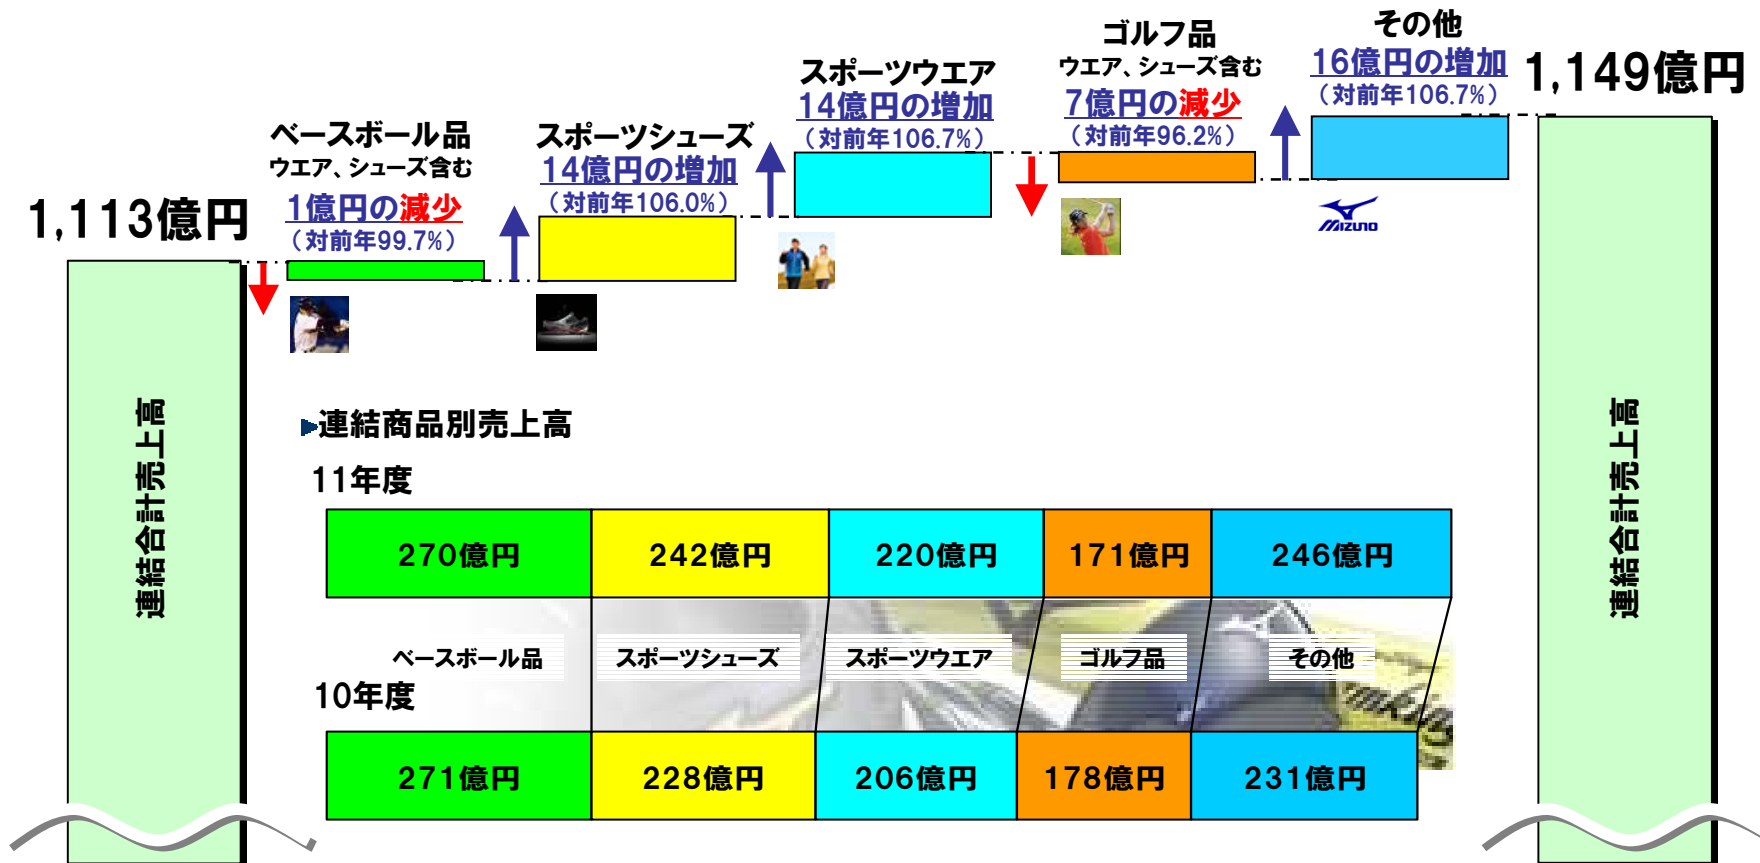 その他
ゴルフ品
16億円の増加
1,149億円
ウエア、シューズ含む
スポーツウエア
(対前年106.7%)
14億円の増加
7億円の減少
(対前年106.7%)
(対前年96.2%)
ベースボール品
スポーツシューズ
ウエア、シューズ含む
14億円の増加
1億円の減少
(対前年106.0%)
1,113億円
(対前年99.7%)
MIZUNO
連結合計売上高
連結合計売上高
連結商品別売上高
11年度
270億円
242億円
220億円
171億円
246億円
ベースボール品
スポーツシューズ
スポーツウエア
ゴルフ品
その他
10年度
271億円
228億円
206億円
178億円
231億円